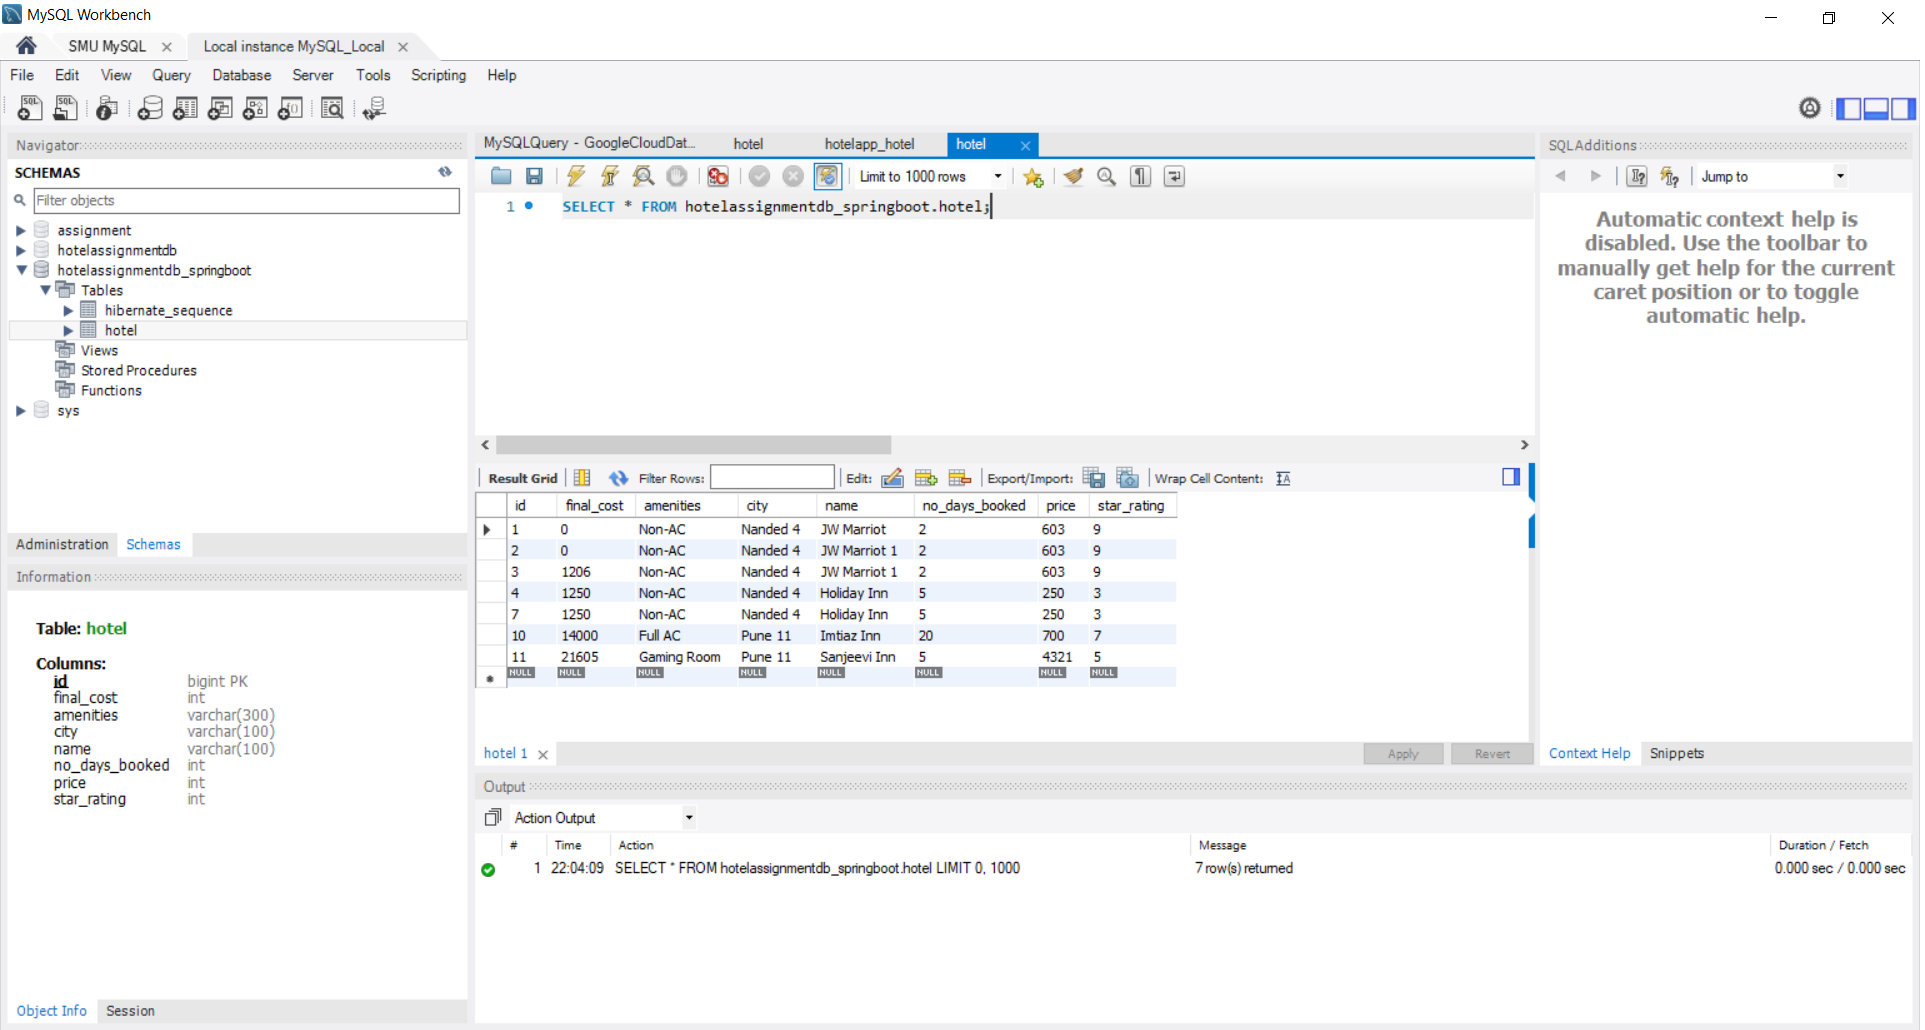 MySQL Workbench
SMU MySQL
Local instance MySQL_Local
File Edit View Query Database Server Tools Scripting Help
Navigator
SCHEMAS
Filter objects
assignment
hotelassignmentdb
hotelassignmentdb_springboot
Tables
hibernate_sequence
hotel
Views
Stored Procedures
Functions
sys
Administration Schemas
Information
Table: hotel
Columns:
id bigint PK
final_cost int
amenities varchar(300)
city varchar(100)
name varchar(100)
no_days_booked int
price int
star_rating int
Object Info Session
MySQLQuery - GoogleCloudDat... hotel hotelapp_hotel hotel
Limit to 1000 rows
1 SELECT * FROM hotelassignmentdb_springboot.hotel;
Result Grid Filter Rows: Edit: Export/Import: Wrap Cell Content:
id final_cost amenities city name no_days_booked price star_rating
1 0 Non-AC Nanded 4 JW Marriot 2 603 9
2 0 Non-AC Nanded 4 JW Marriot 1 2 603 9
3 1206 Non-AC Nanded 4 JW Marriot 1 2 603 9
4 1250 Non-AC Nanded 4 Holiday Inn 5 250 3
7 1250 Non-AC Nanded 4 Holiday Inn 5 250 3
10 14000 Full AC Pune 11 Imtiaz Inn 20 700 7
11 21605 Gaming Room Pune 11 Sanjeevi Inn 5 4321 5
NULL NULL NULL NULL NULL NULL NULL NULL
hotel 1
Apply Revert
SQLAdditions
Jump to
Automatic context help is
disabled. Use the toolbar to
manually get help for the current
caret position or to toggle
automatic help.
Context Help Snippets
Output
Action Output
# Time Action Message Duration / Fetch
1 22:04:09 SELECT * FROM hotelassignmentdb_springboot.hotel LIMIT 0, 1000 7 row(s) returned 0.000 sec / 0.000 sec